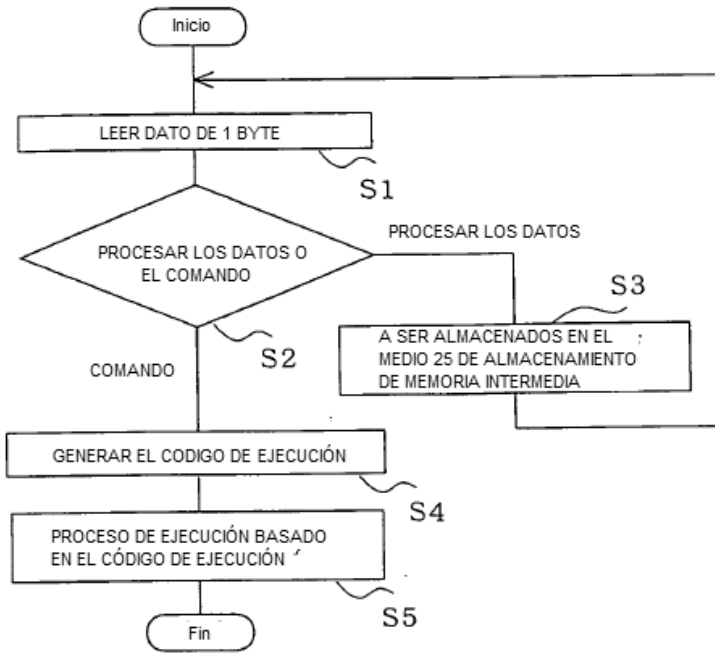 Inicio
LEER DATO DE 1 BYTE
S1
PROCESAR LOS DATOS O
EL COMANDO
S2
PROCESAR LOS DATOS
S3
A SER ALMACENADOS EN EL
MEDIO 25 DE ALMACENAMIENTO
DE MEMORIA INTERMEDIA
COMANDO
GENERAR EL CODIGO DE EJECUCIÓN
S4
PROCESO DE EJECUCIÓN BASADO
EN EL CÓDIGO DE EJECUCIÓN
S5
Fin